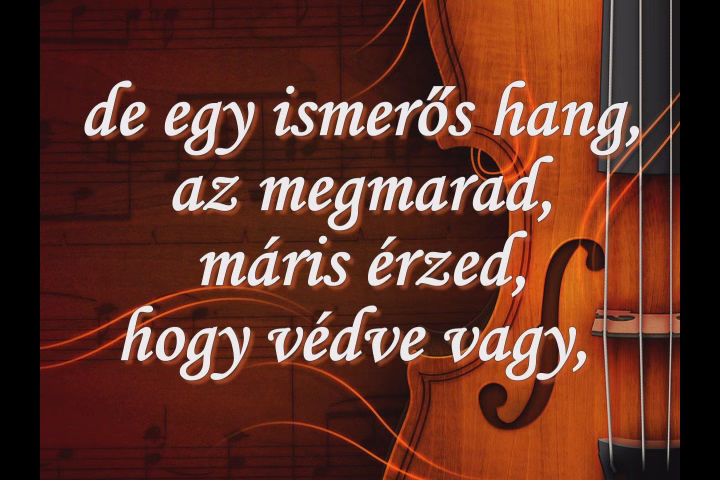 de egy ismerős hang,
az megmarad,
máris érzed,
hogy védve vagy,